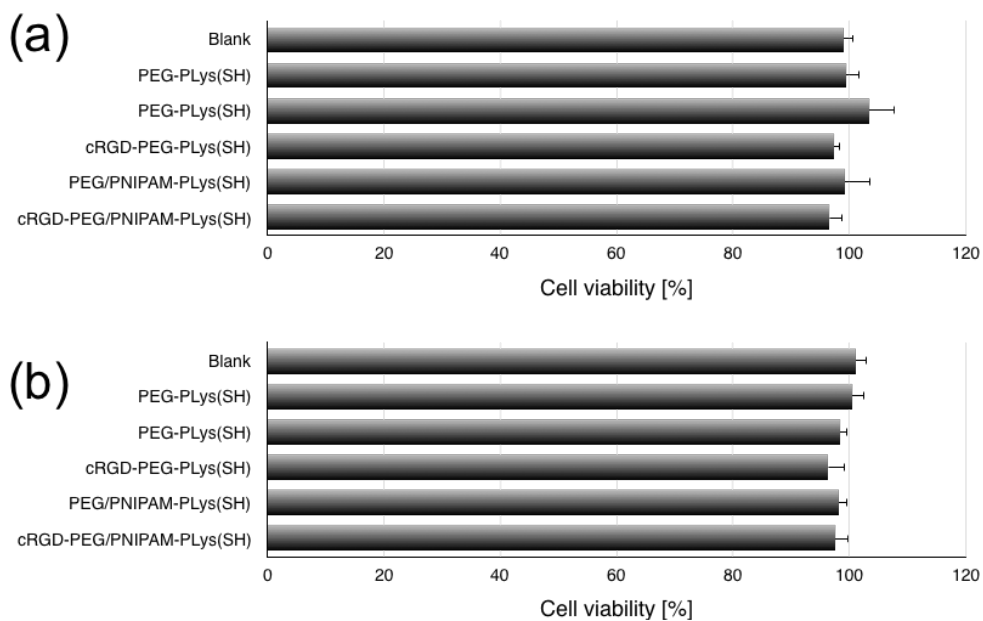 (a)
Blank
PEG-PLys(SH)
PEG-PLys(SH)
cRGD-PEG-PLys(SH)
PEG/PNIPAM-PLys(SH)
cRGD-PEG/PNIPAM-PLys(SH)
0 20 40 60 80 100 120
Cell viability [%]
(b)
Blank
PEG-PLys(SH)
PEG-PLys(SH)
cRGD-PEG-PLys(SH)
PEG/PNIPAM-PLys(SH)
cRGD-PEG/PNIPAM-PLys(SH)
0 20 40 60 80 100 120
Cell viability [%]